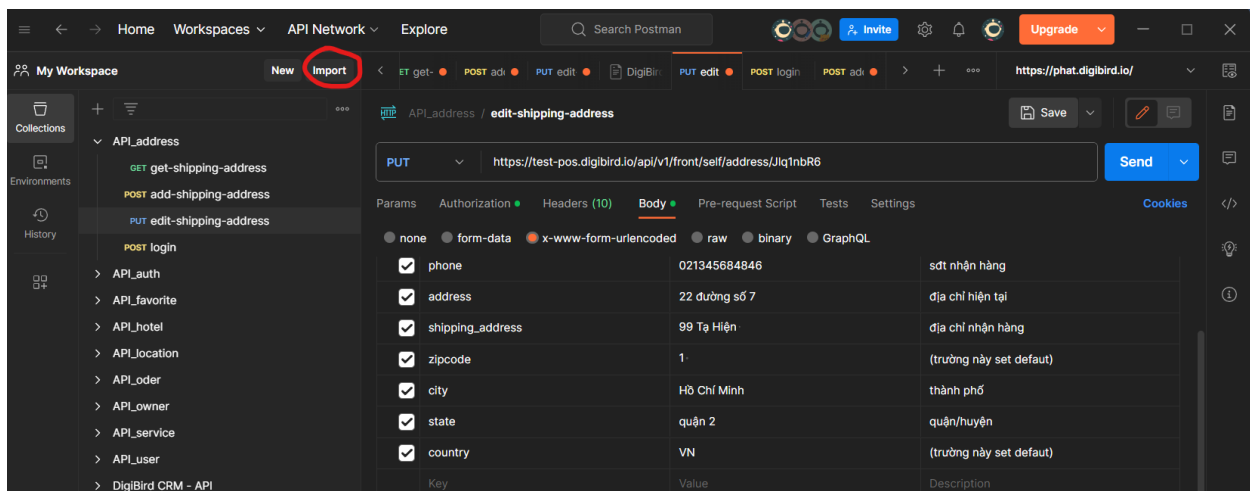 Home Workspaces API Network Explore Search Postman Invite Upgrade
My Workspace New Import ET get- POST add PUT edit DigiBir PUT edit POST login POST add https://phat.digibird.io/
Collections
Environments
History
API_address
GET get-shipping-address
POST add-shipping-address
PUT edit-shipping-address
POST login
API_auth
API_favorite
API_hotel
API_location
API_oder
API_owner
API_service
API_user
DigiBird CRM - API
HTTP API_address / edit-shipping-address Save
PUT https://test-pos.digibird.io/api/v1/front/self/address/JIq1nbR6 Send
Params Authorization Headers (10) Body Pre-request Script Tests Settings Cookies
none form-data x-www-form-urlencoded raw binary GraphQL
phone 021345684846 sđt nhận hàng
address 22 đường số 7 địa chỉ hiện tại
shipping_address 99 Tạ Hiện địa chỉ nhận hàng
zipcode 1 (trường này set defaut)
city Hồ Chí Minh thành phố
state quận 2 quận/huyện
country VN (trường này set defaut)
Key Value Description